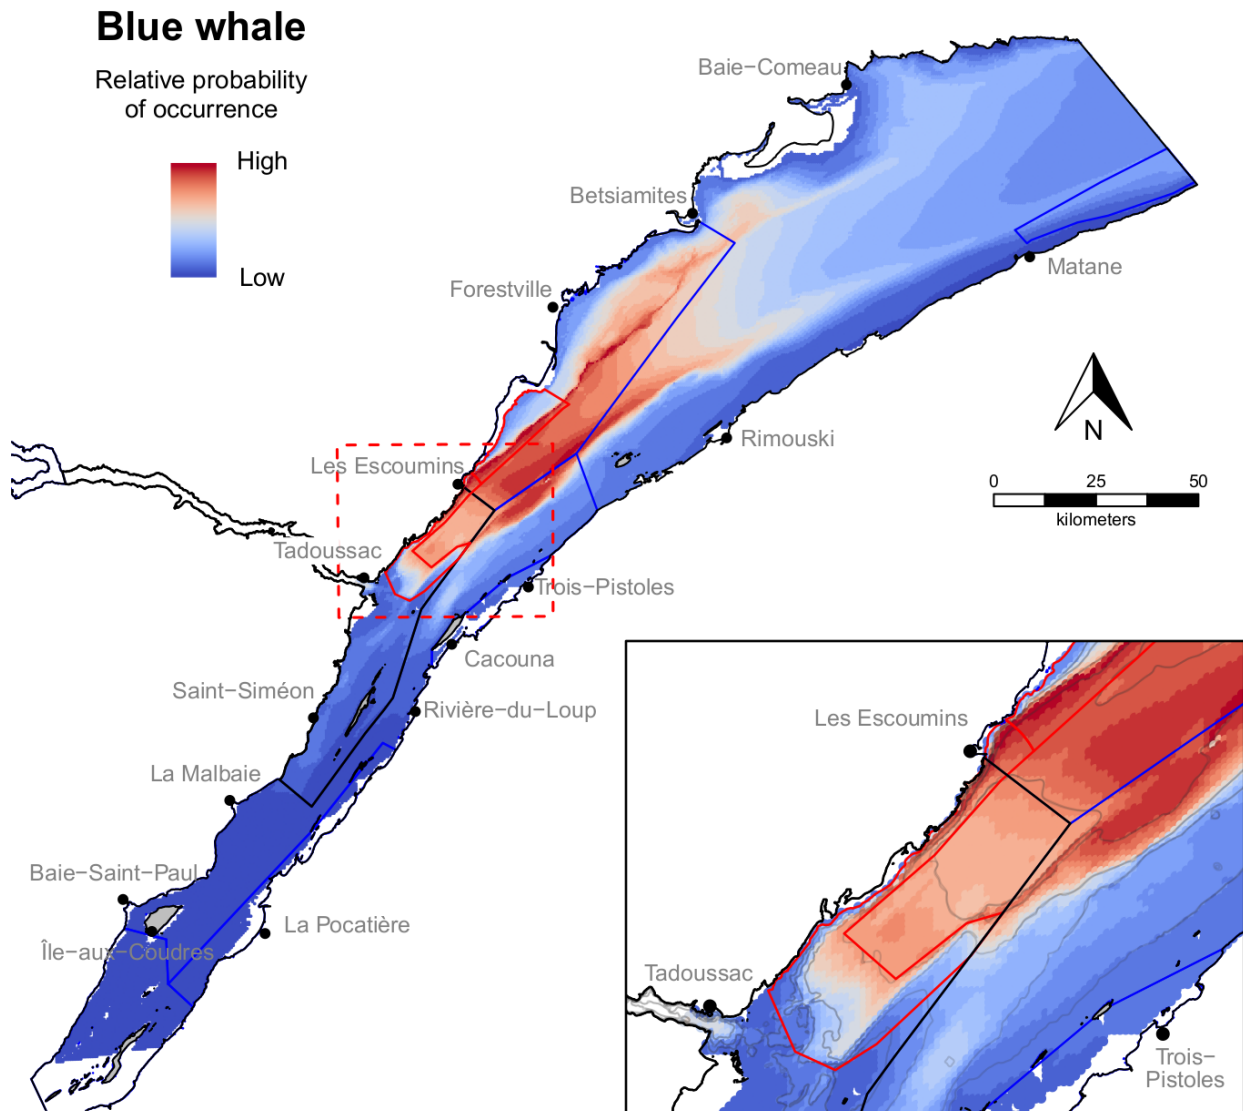 Blue whale
Relative probability
of occurrence
High
Low
Baie−Comeau
Betsiamites
Forestville
Matane
N
Rimouski
Les Escoumins
0 25 50
kilometers
Tadoussac
Trois−Pistoles
Cacouna
Saint−Siméon
Rivière−du−Loup
La Malbaie
Baie−Saint−Paul
La Pocatière
Île−aux−Coudres
Les Escoumins
Tadoussac
Trois−
Pistoles